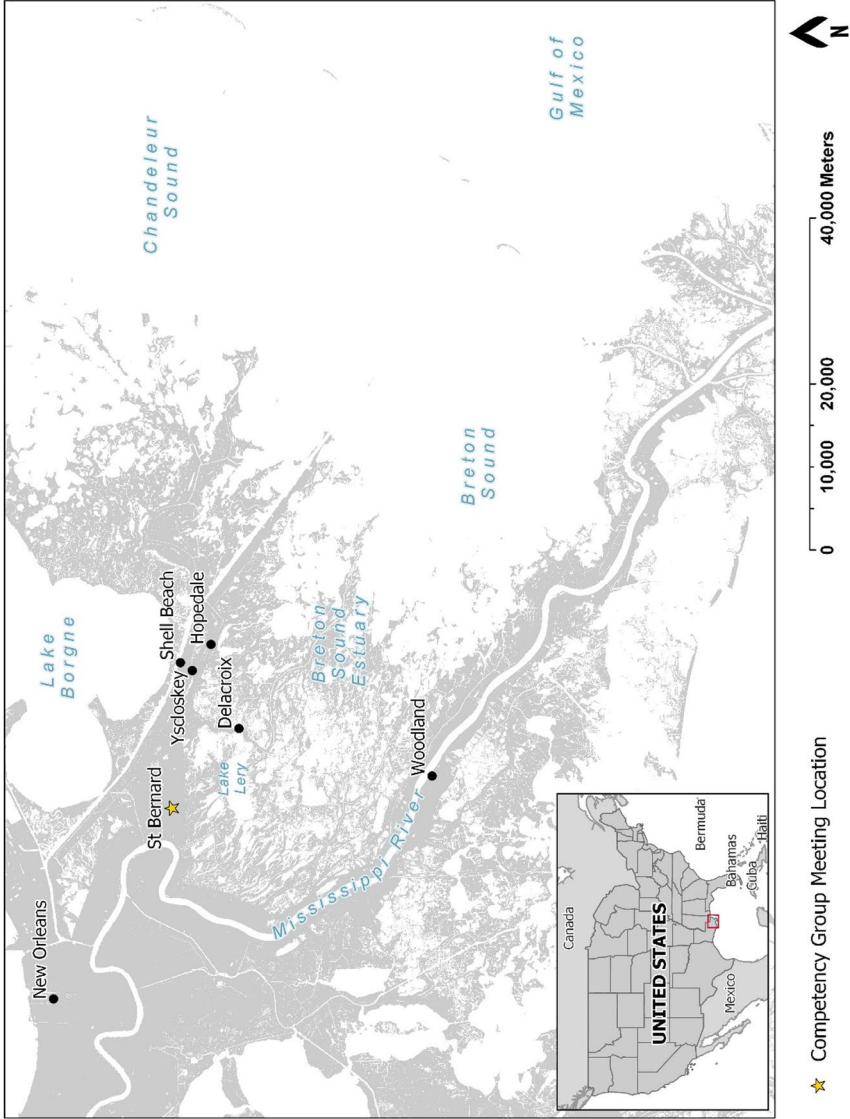 New Orleans
St Bernard
Lake
Borgne
Shell Beach
Yscloskey
Hopedale
Delacroix
Lake
Lery
Chandeleur
Sound
Breton
Sound
Estuary
Mississippi River
Woodland
Breton
Sound
Gulf of
Mexico
Canada
UNITED STATES
Bermuda
Mexico
Bahamas
Cuba
Haiti
Competency Group Meeting Location
0
10,000
20,000
40,000 Meters
N